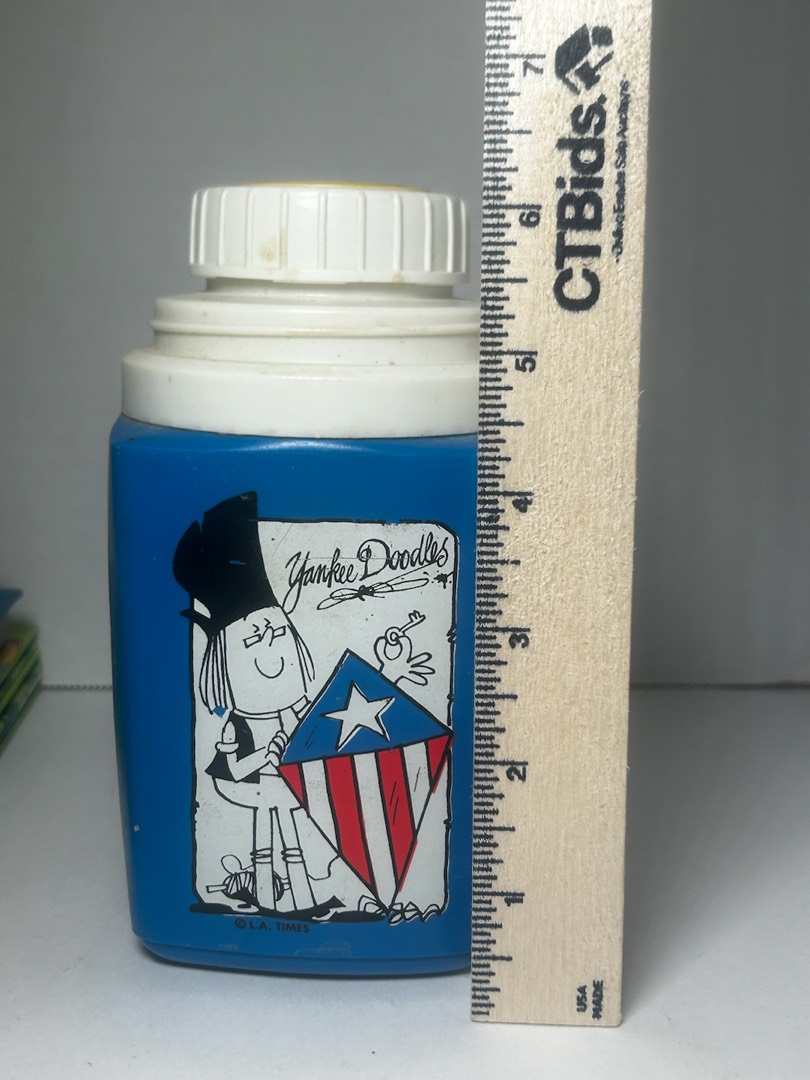 Yankee Doodles
© L.A. TIMES
CTBids.
Online Estate Sale Auctions
7
6
5
4
3
2
1
USA
MADE